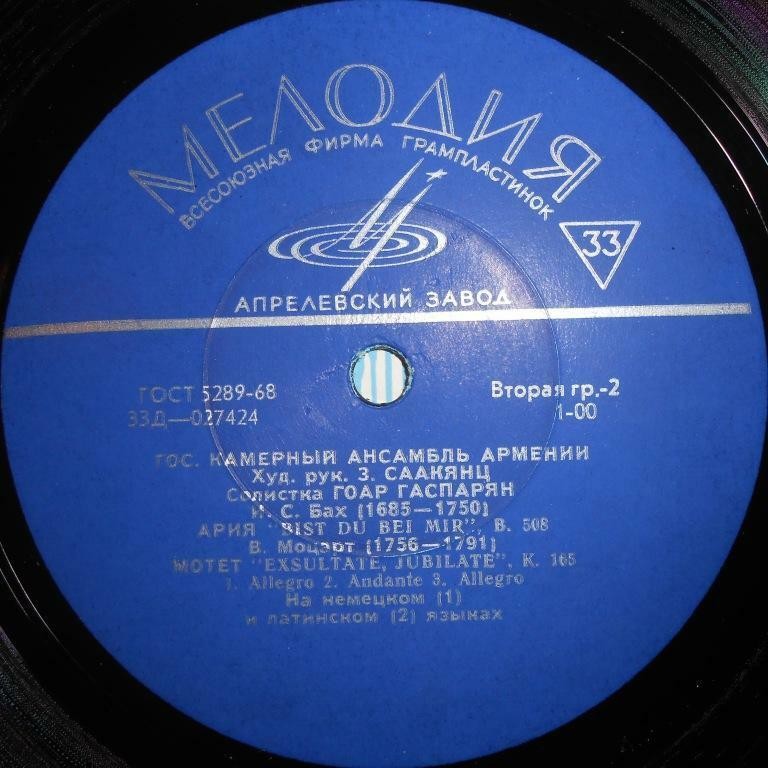 МЕЛОДИЯ
ВСЕСОЮЗНАЯ ФИРМА ГРАМПЛАСТИНОК
33
АПРЕЛЕВСКИЙ ЗАВОД
ГОСТ 5289-68
Вторая гр.-2
33Д—027424
1-00
ГОС. КАМЕРНЫЙ АНСАМБЛЬ АРМЕНИИ
Худ. рук. З. СААКЯНЦ
Солистка ГОАР ГАСПАРЯН
И. С. Бах (1685—1750)
АРИЯ "BIST DU BEI MIR", B. 508
В. Моцарт (1756—1791)
МОТЕТ "EXSULTATE, JUBILATE", K. 165
1. Allegro 2. Andante 3. Allegro
На немецком (1)
и латинском (2) языках